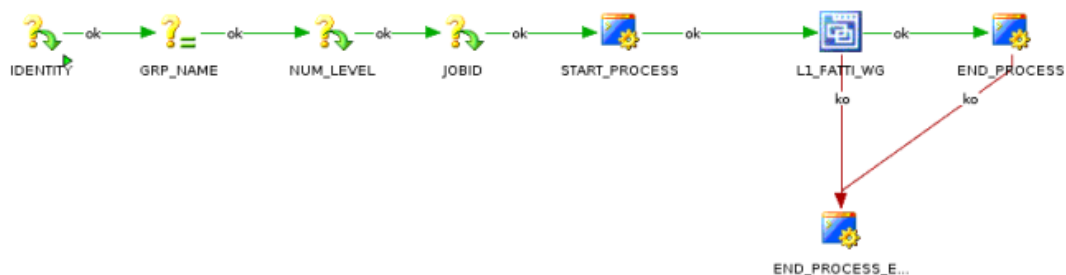 ok ok ok ok ok ok
IDENTITY GRP_NAME NUM_LEVEL JOBID START_PROCESS L1_FATTI_WG END_PROCESS
ko ko
END_PROCESS_E...